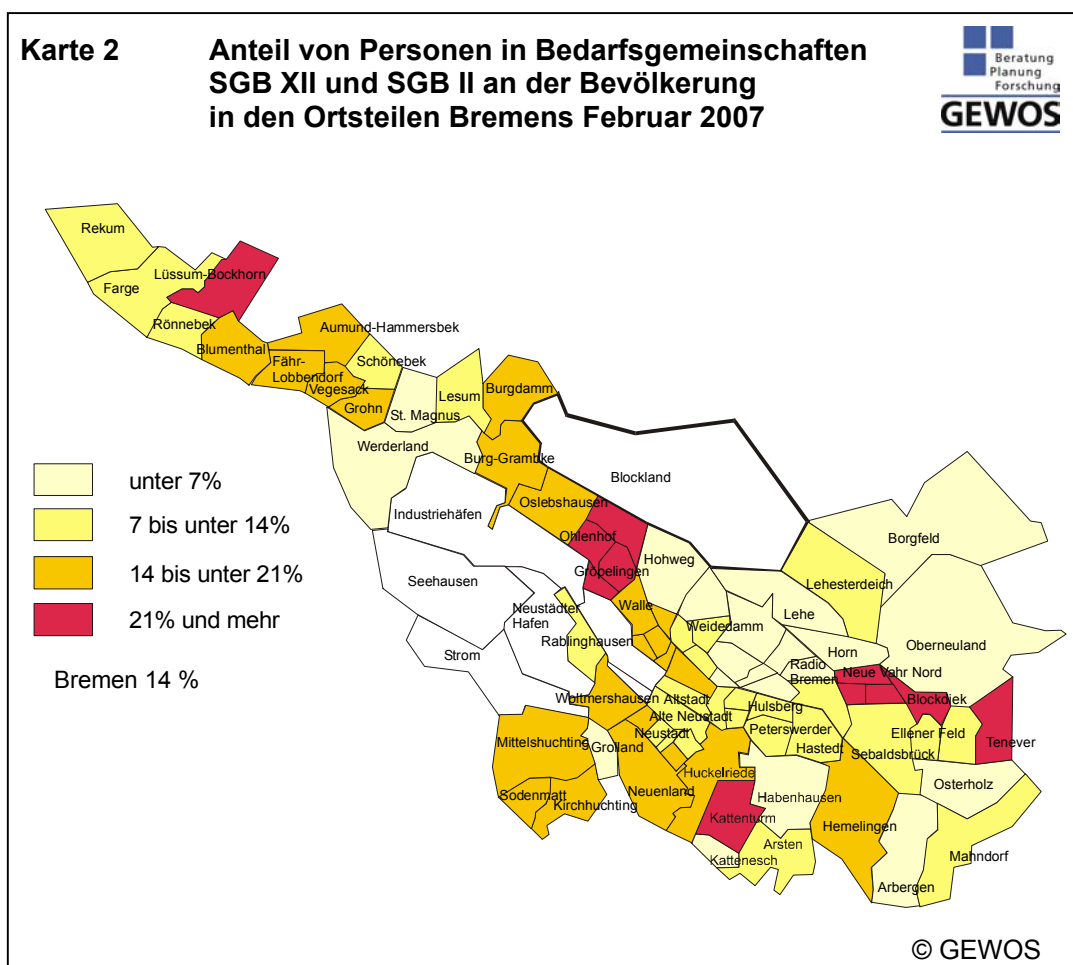 Karte 2
Anteil von Personen in Bedarfsgemeinschaften
SGB XII und SGB II an der Bevölkerung
in den Ortsteilen Bremens Februar 2007
Beratung
Planung
Forschung
GEWOS
Rekum
Lüssum-Bockhorn
Farge
Rönnebek
Aumund-Hammersbek
Blumenthal
Schönebek
Fähr-
Lobbendorf
Vegesack
Lesum
Burgdamm
Grohn
St. Magnus
Werderland
Burg-Grambke
Blockland
unter 7%
Oslebshausen
Industriehäfen
7 bis unter 14%
Ohlenhof
Borgfeld
Hohweg
Gröpelingen
14 bis unter 21%
Seehausen
Lehesterdeich
Neustädter
Hafen
Walle
Lehe
21% und mehr
Weidedamm
Rablinghausen
Oberneuland
Strom
Horn
Radio
Bremen
Neue Vahr Nord
Bremen 14 %
Woltmershausen
Altstadt
Blockdiek
Hulsberg
Alte Neustadt
Peterswerder
Neustadt
Ellener Feld
Mittelshuchting
Grolland
Hastedt
Sebaldsbrück
Tenever
Huckelriede
Osterholz
Sodenmatt
Neuenland
Habenhausen
Kirchhuchting
Kattenturm
Hemelingen
Arsten
Mahndorf
Kattenesch
Arbergen
© GEWOS